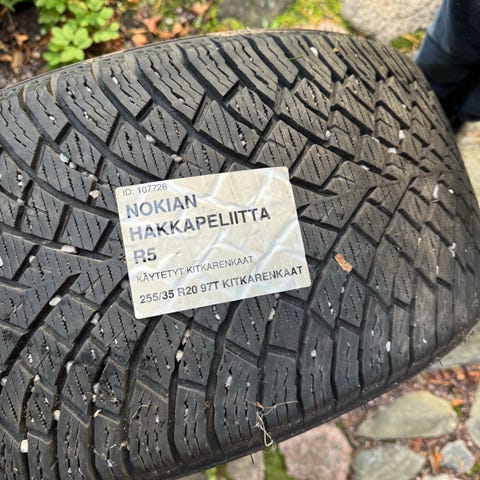 ID: 107726
NOKIAN
HAKKAPELIITTA
R5
KÄYTETYT KITKARENKAAT
255/35 R20 97T KITKARENKAAT